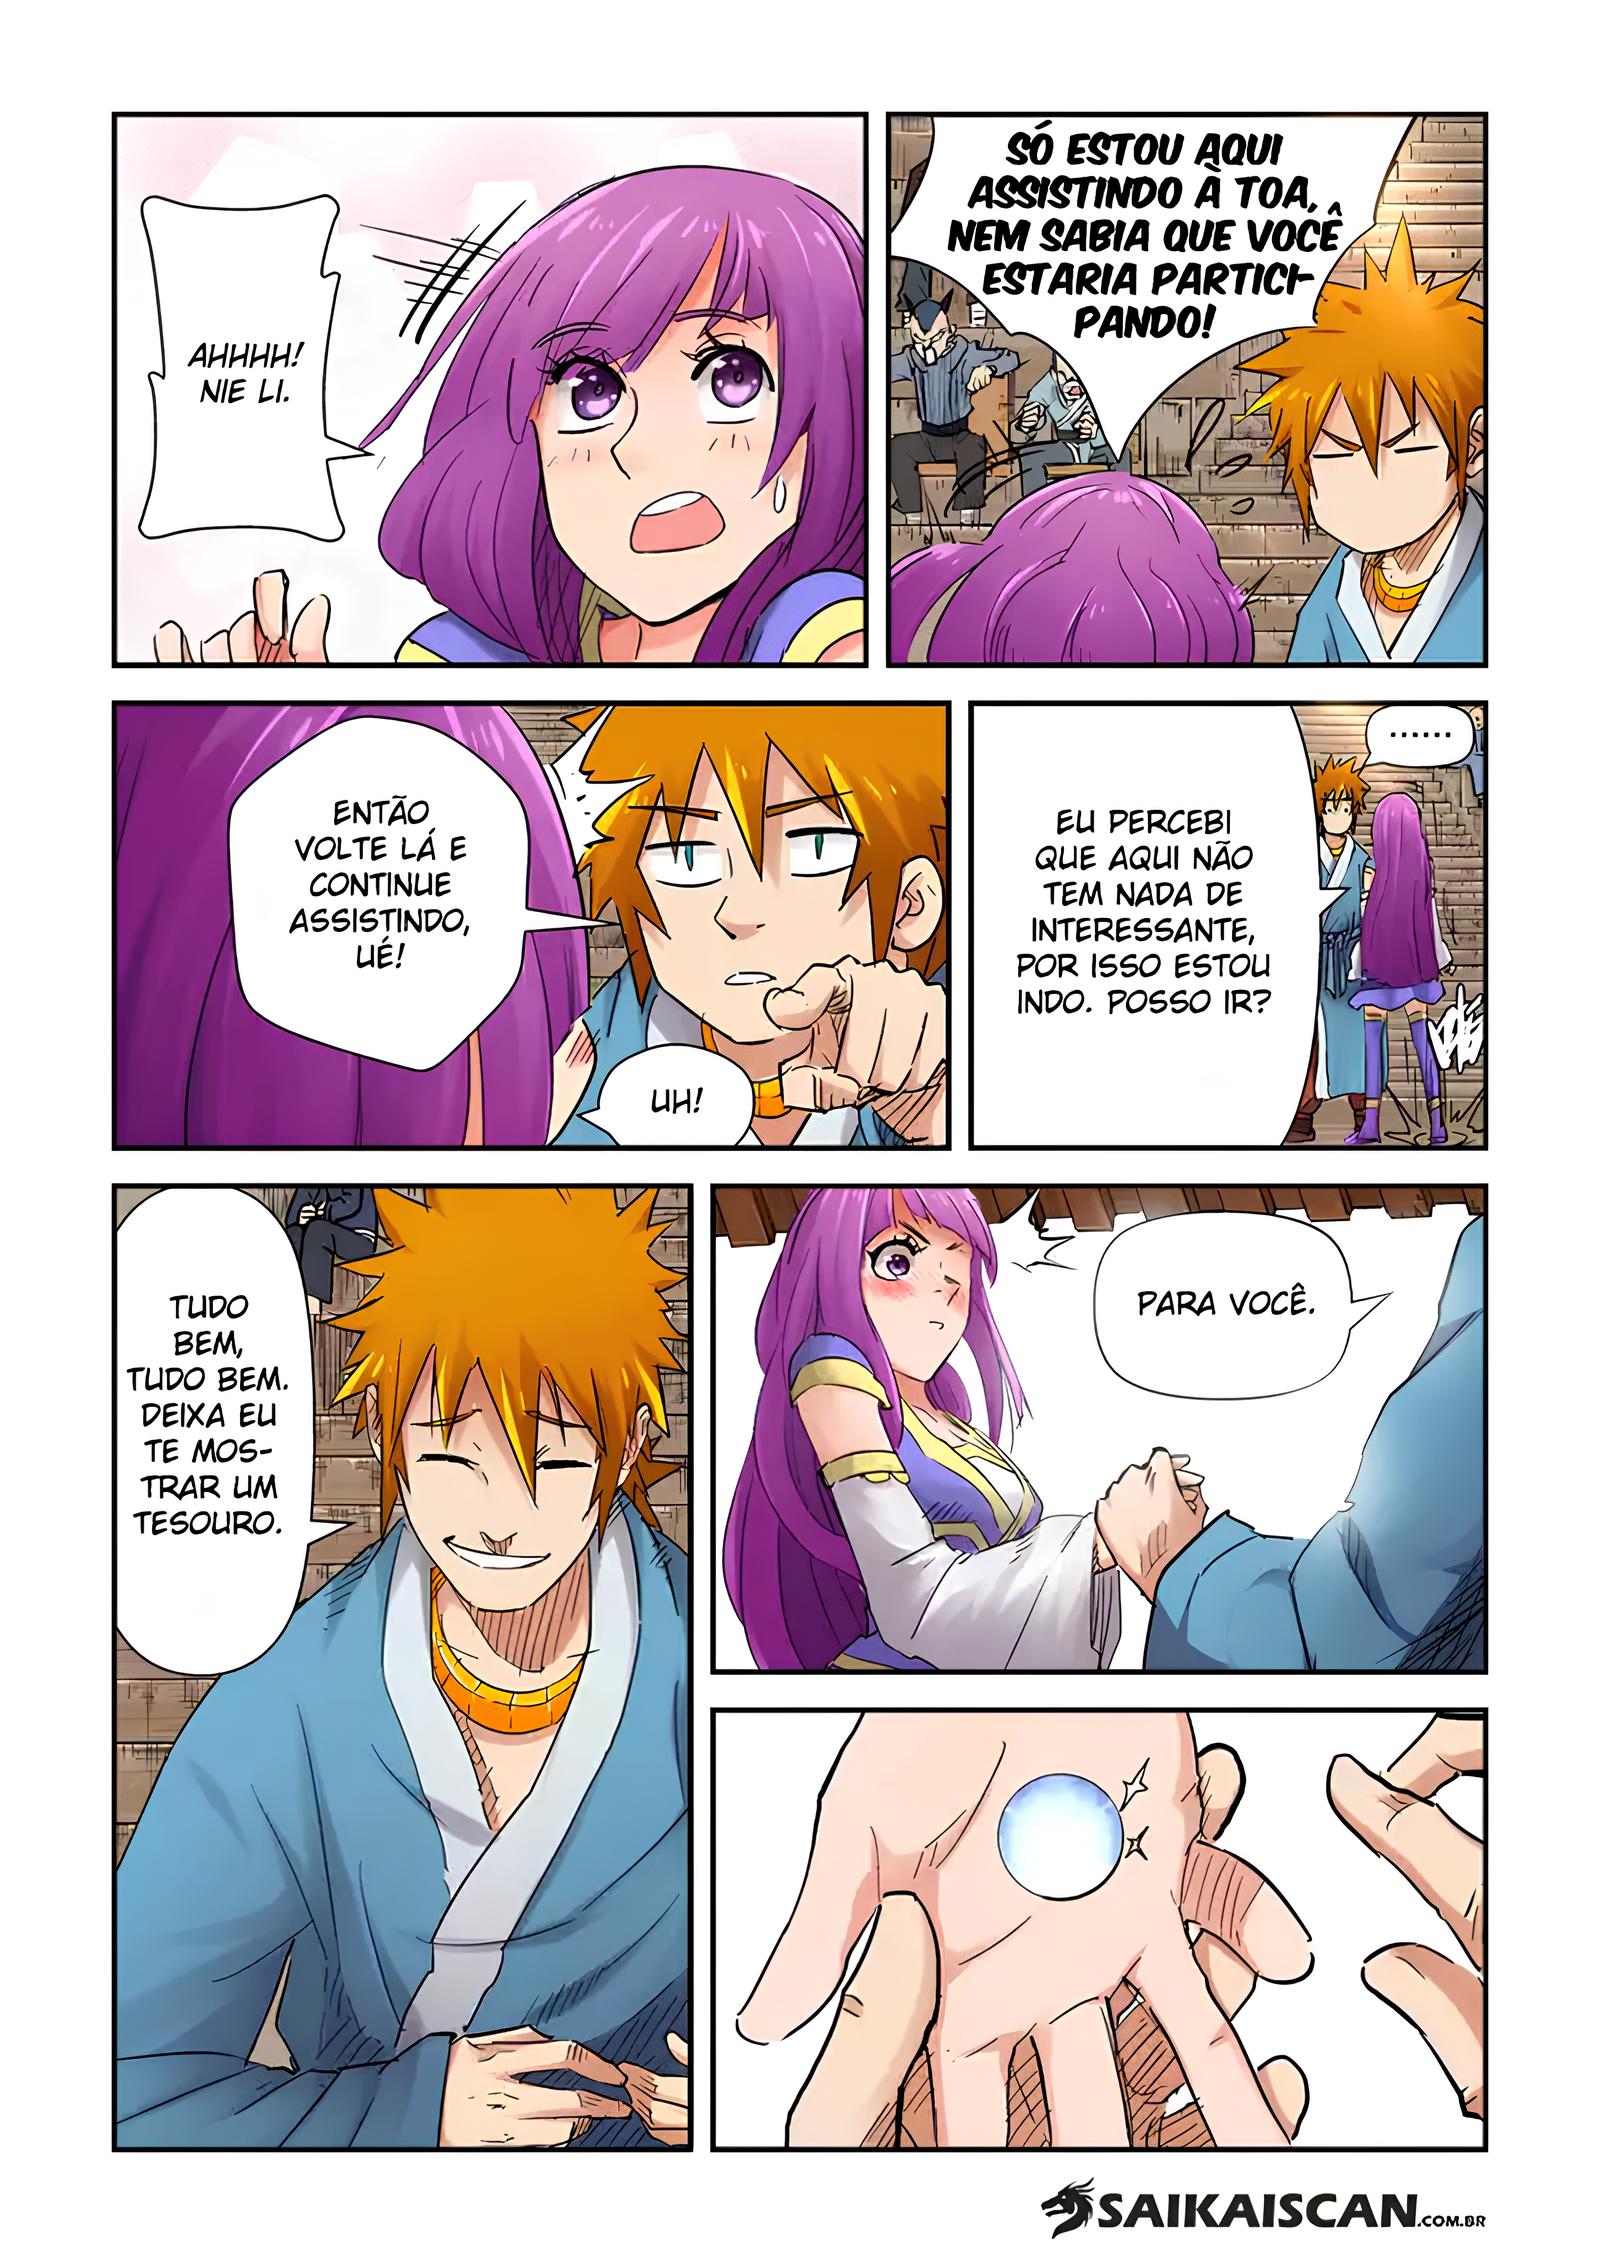 AHHHH!
NIE LI.
SÓ ESTOU AQUI
ASSISTINDO À TOA,
NEM SABIA QUE VOCÊ
ESTARIA PARTICI-
PANDO!
ENTÃO
VOLTE LÁ E
CONTINUE
ASSISTINDO,
UÉ!
UH!
......
EU PERCEBI
QUE AQUI NÃO
TEM NADA DE
INTERESSANTE,
POR ISSO ESTOU
INDO. POSSO IR?
TUDO
BEM,
TUDO BEM.
DEIXA EU
TE MOS-
TRAR UM
TESOURO.
PARA VOCÊ.
SAIKAISCAN.COM.BR